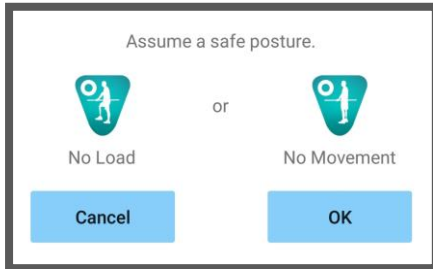 Assume a safe posture.
or
No Load
No Movement
Cancel
OK